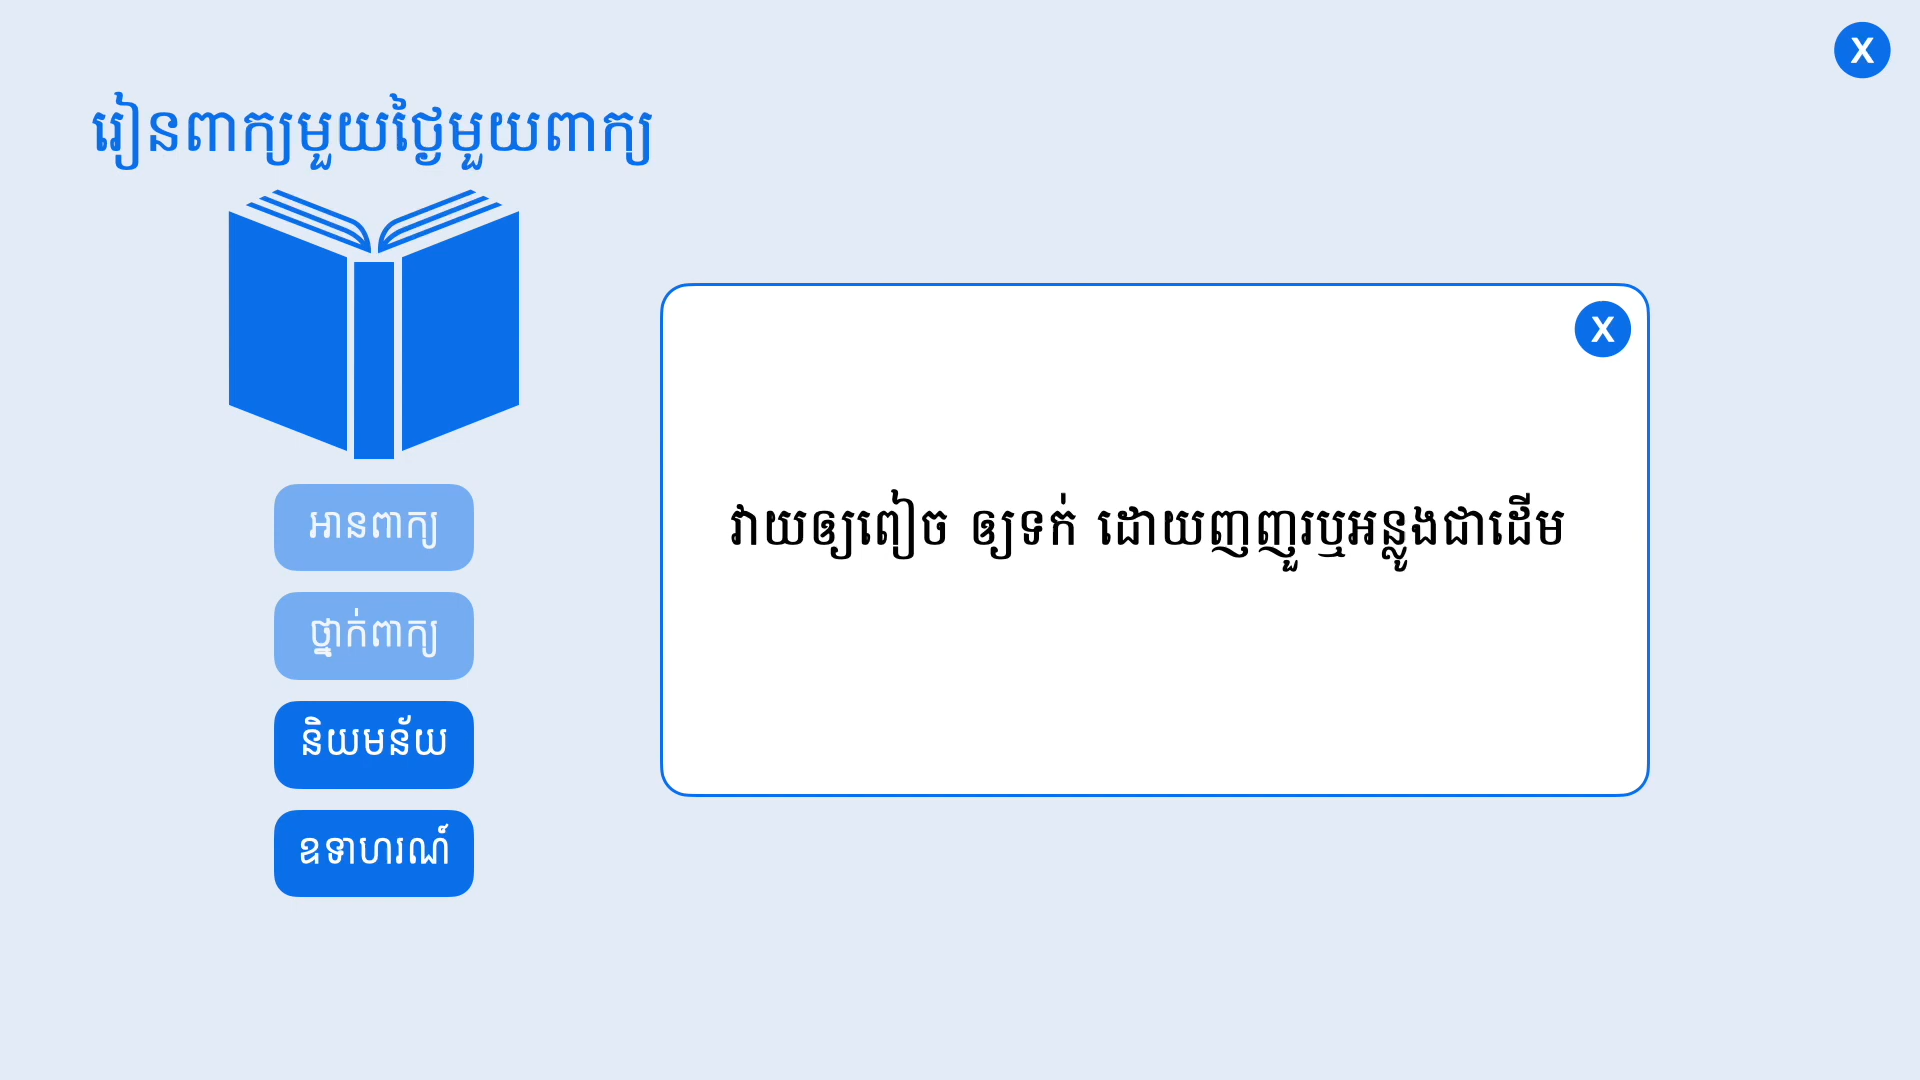 X
រៀនពាក្យមួយថ្ងៃមួយពាក្យ
X
វាយឲ្យពៀច ឲ្យទក់ ដោយញញួរឬអន្លូងជាដើម
អានពាក្យ
ថ្នាក់ពាក្យ
និយមន័យ
ឧទាហរណ៍